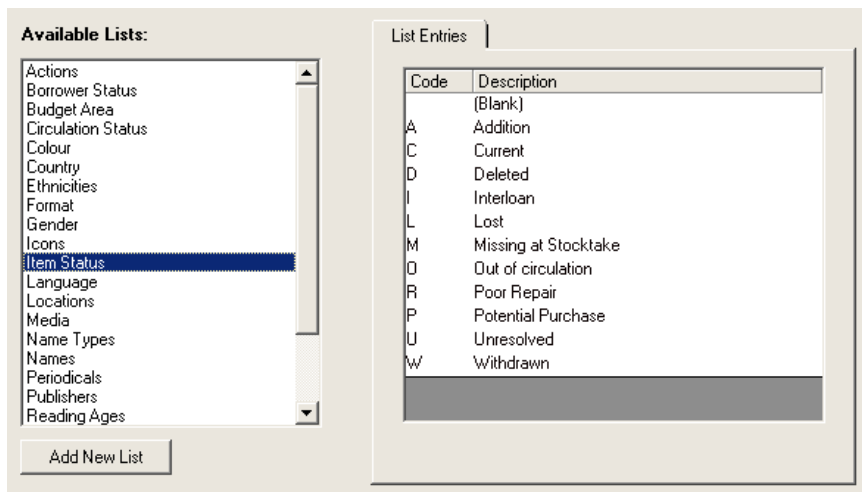 Available Lists:
Actions
Borrower Status
Budget Area
Circulation Status
Colour
Country
Ethnicities
Format
Gender
Icons
Item Status
Language
Locations
Media
Name Types
Names
Periodicals
Publishers
Reading Ages
Add New List
List Entries
Code Description
(Blank)
A Addition
C Current
D Deleted
I Interloan
L Lost
M Missing at Stocktake
O Out of circulation
R Poor Repair
P Potential Purchase
U Unresolved
W Withdrawn